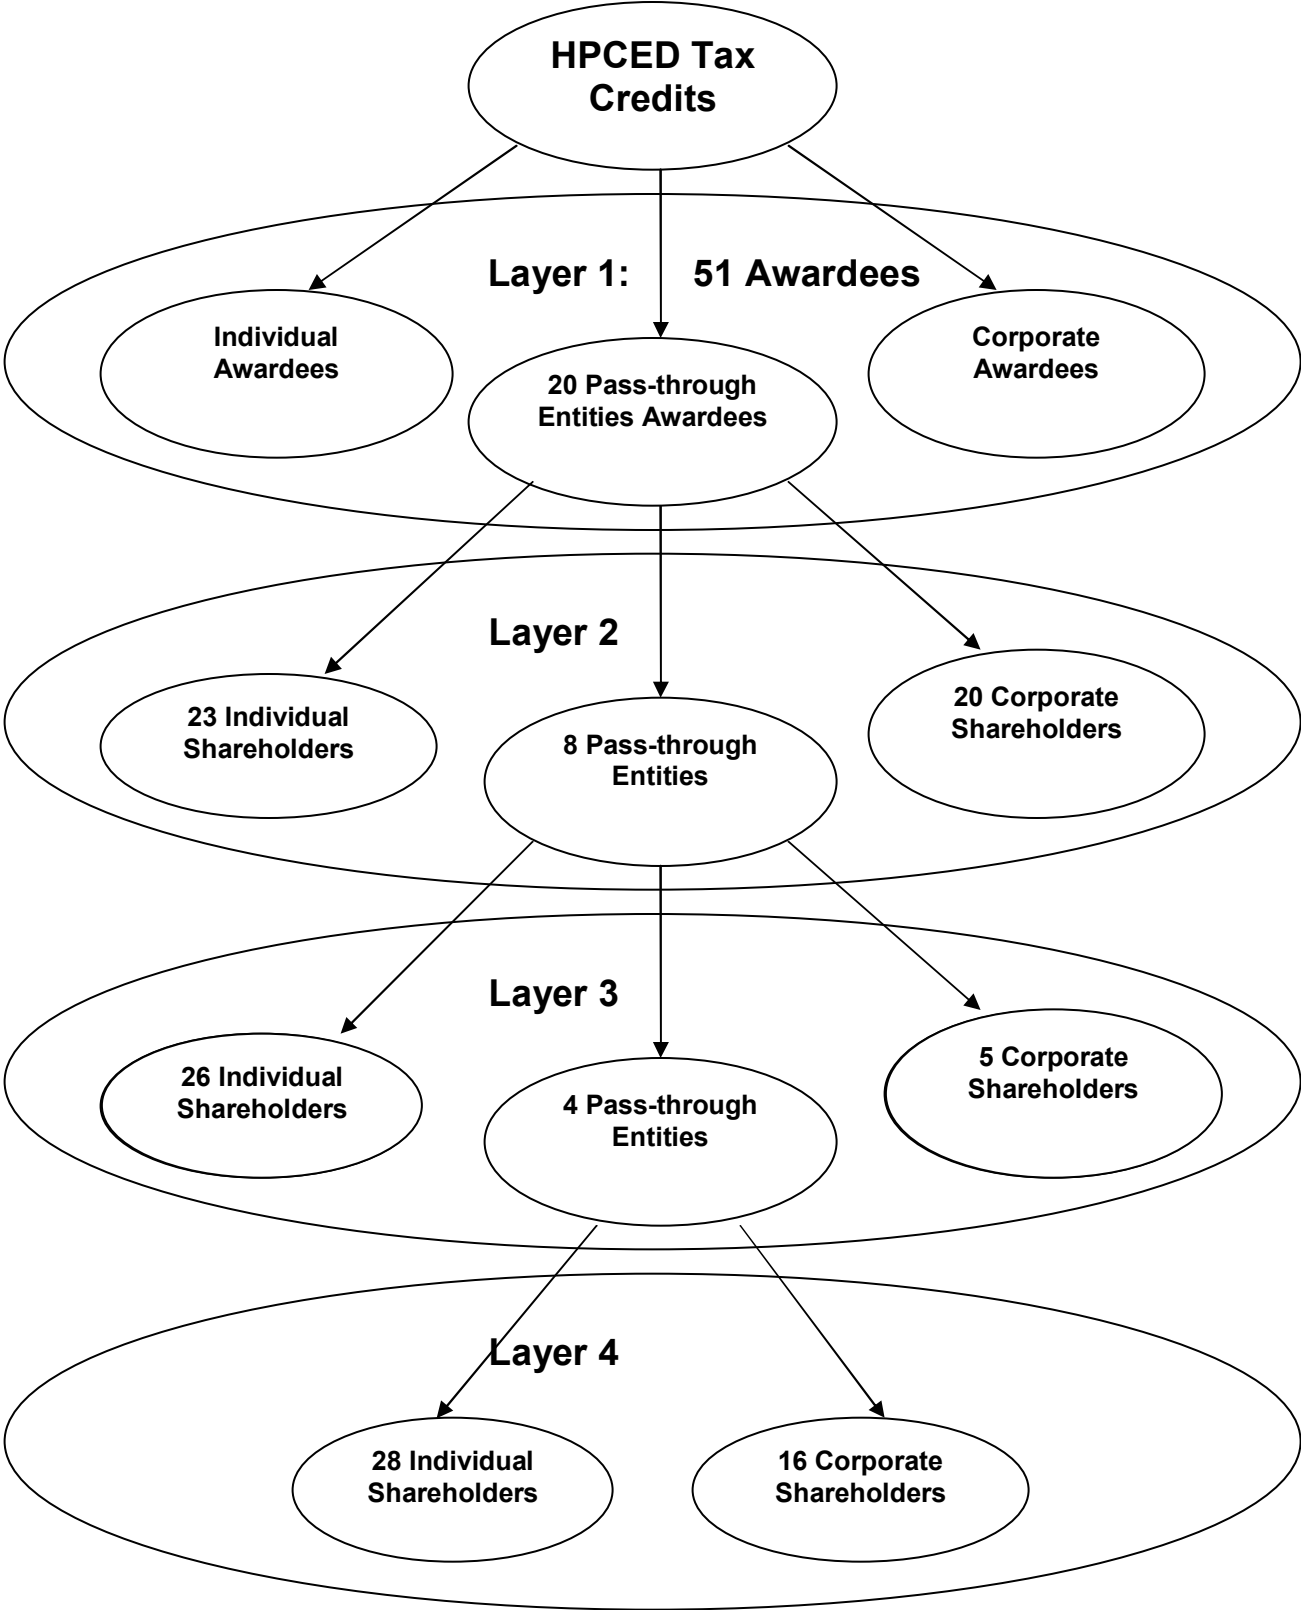 HPCED Tax
Credits
Layer 1: 51 Awardees
Individual
Awardees
Corporate
Awardees
20 Pass-through
Entities Awardees
Layer 2
23 Individual
Shareholders
8 Pass-through
Entities
20 Corporate
Shareholders
Layer 3
26 Individual
Shareholders
4 Pass-through
Entities
5 Corporate
Shareholders
Layer 4
28 Individual
Shareholders
16 Corporate
Shareholders